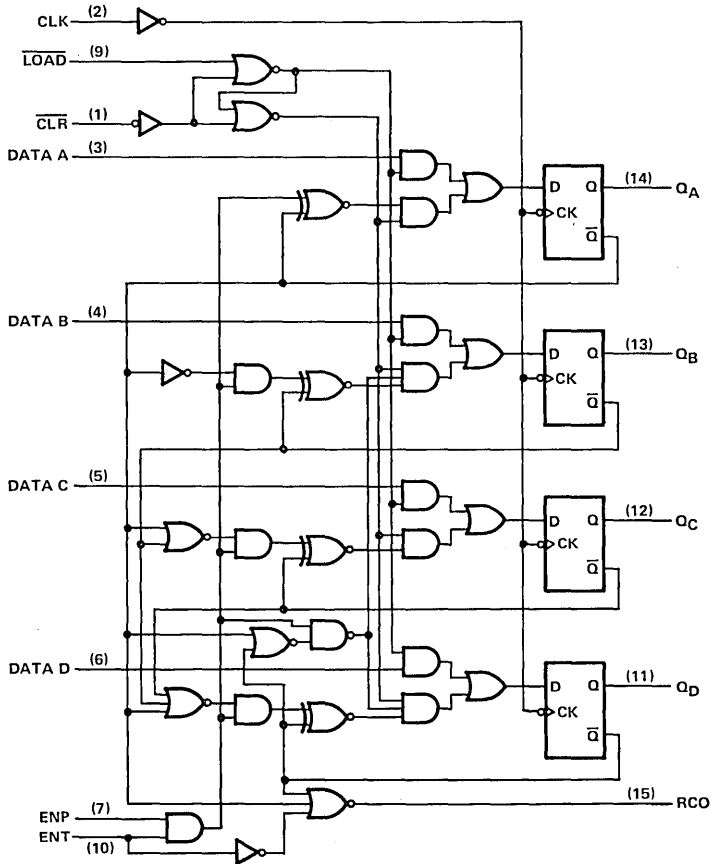 CLK (2)
LOAD (9)
CLR (1)
DATA A (3)
D Q (14) QA
CK
Q
DATA B (4)
D Q (13) QB
CK
Q
DATA C (5)
D Q (12) QC
CK
Q
DATA D (6)
D Q (11) QD
CK
Q
(15) RCO
ENP (7)
ENT (10)